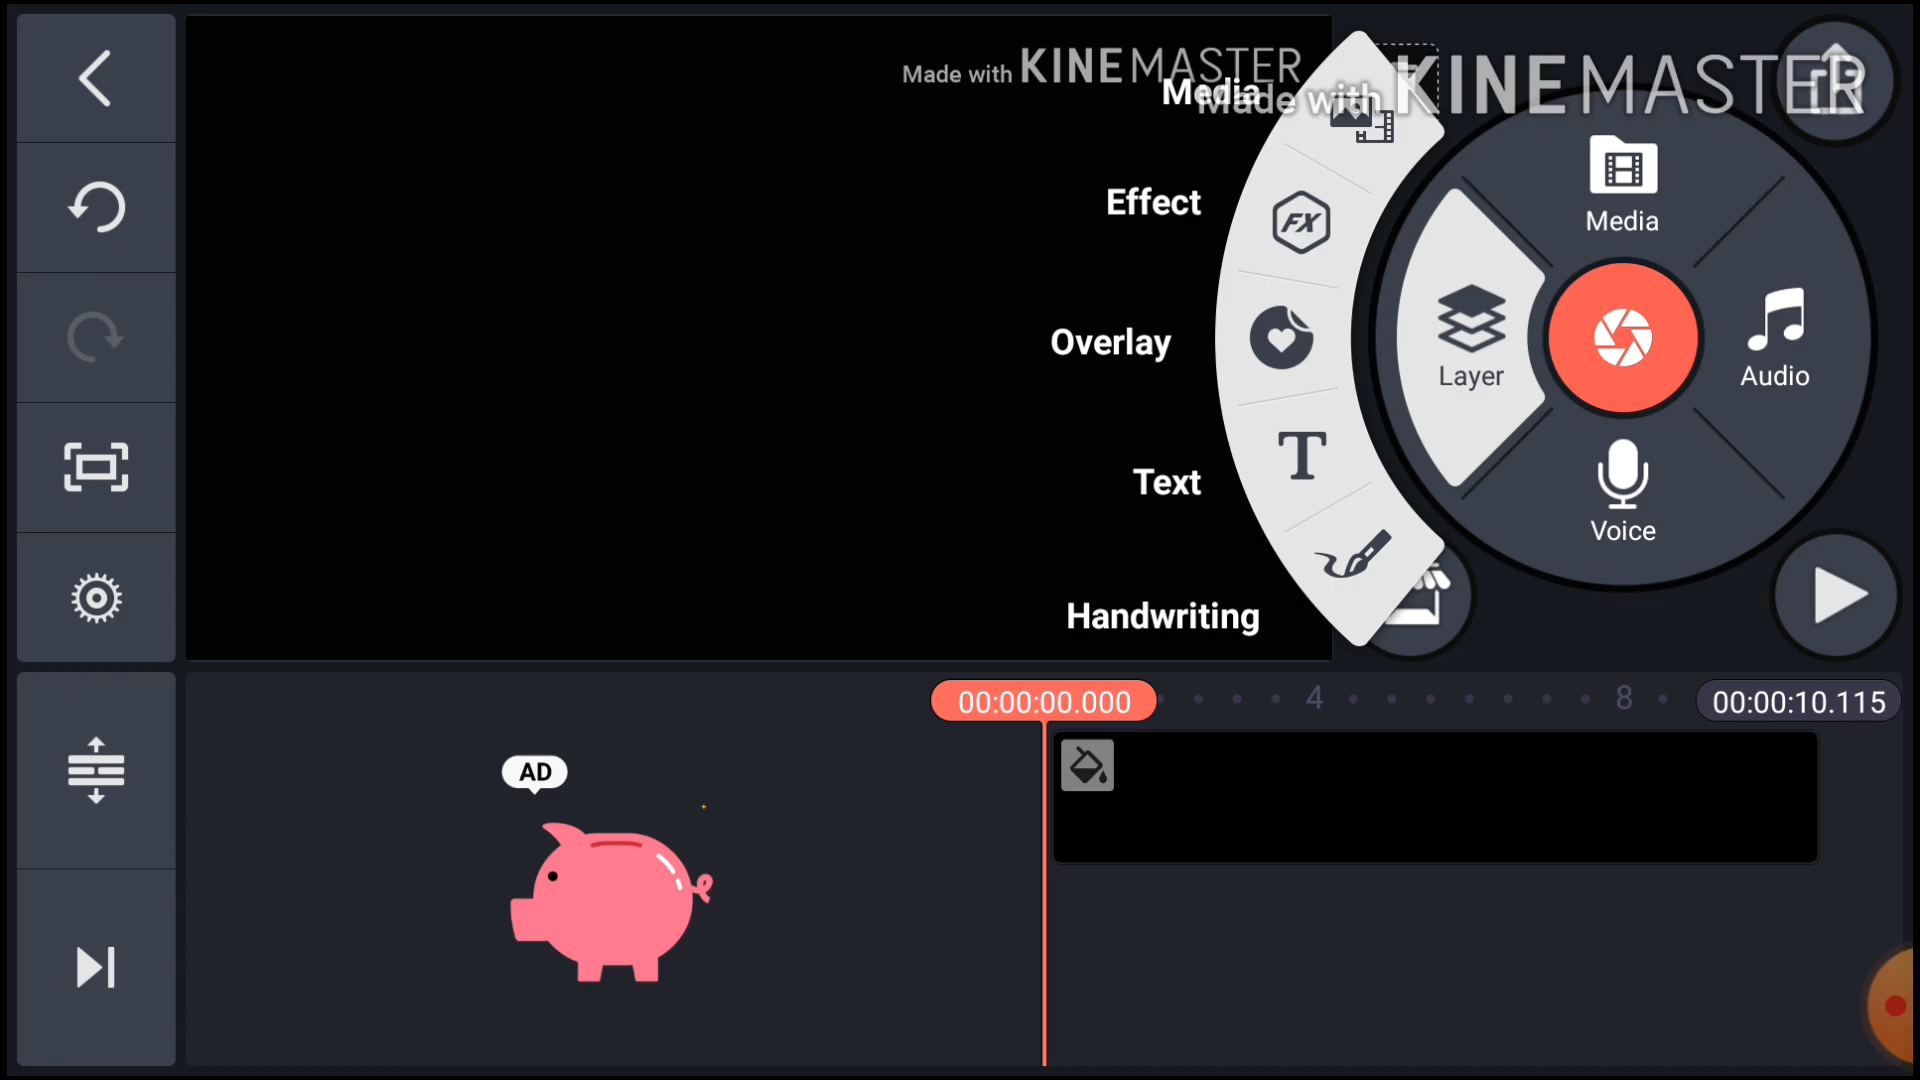 Made with KINEMASTER
Made with KINEMASTER
Media
Media
Effect
FX
Overlay
Layer
Audio
Text
T
Voice
Handwriting
00:00:00.000
4
8
00:00:10.115
AD